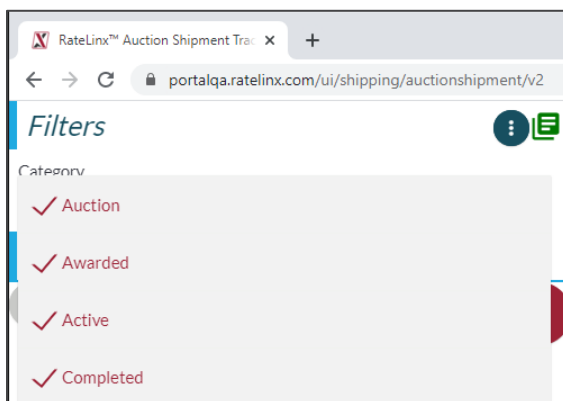 RateLinx™ Auction Shipment Trac
portalqa.ratelinx.com/ui/shipping/auctionshipment/v2
Filters
Category
Auction
Awarded
Active
Completed